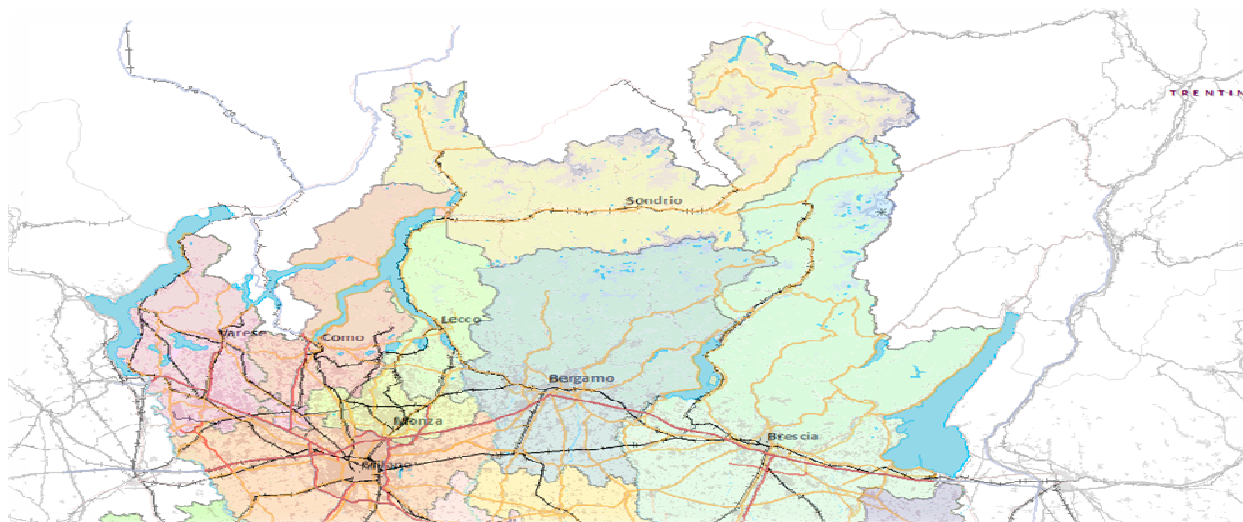 TRENTIN
Sondrio
Varese
Como
Lecco
Bergamo
Monza
Brescia
Milano